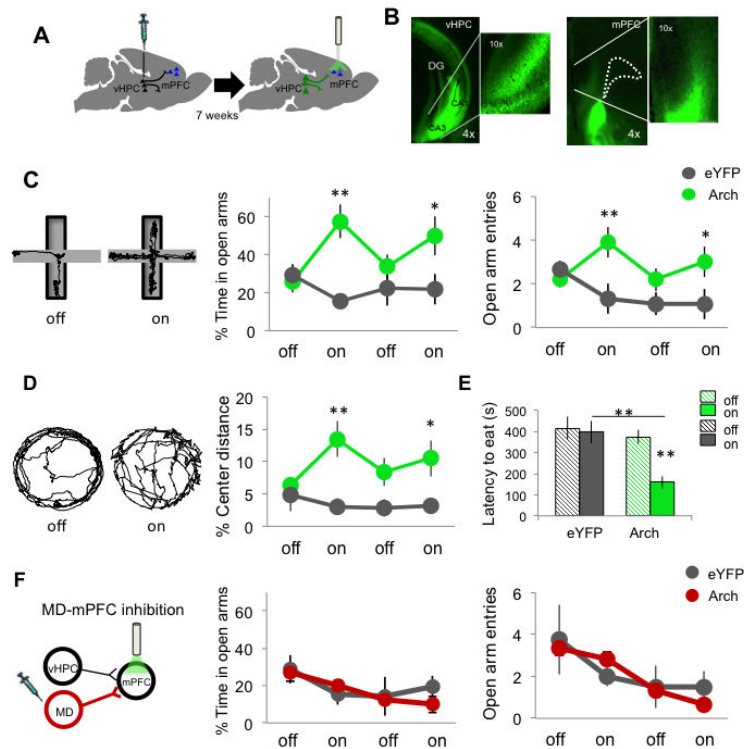 A
vHPC
mPFC
7 weeks
vHPC
mPFC
B
vHPC
10x
DG
CA3
CA3
4x
mPFC
10x
4x
eYFP
Arch
C
off
on
% Time in open arms
60
40
20
0
**
*
off on off on
Open arm entries
6
4
2
0
**
*
off on off on
D
off
on
% Center distance
20
15
10
5
0
**
*
off on off on
E
off
on
off
on
Latency to eat (s)
500
400
300
200
100
0
**
**
eYFP Arch
F
MD-mPFC inhibition
vHPC
mPFC
MD
% Time in open arms
60
40
20
0
off on off on
eYFP
Arch
Open arm entries
6
4
2
0
off on off on